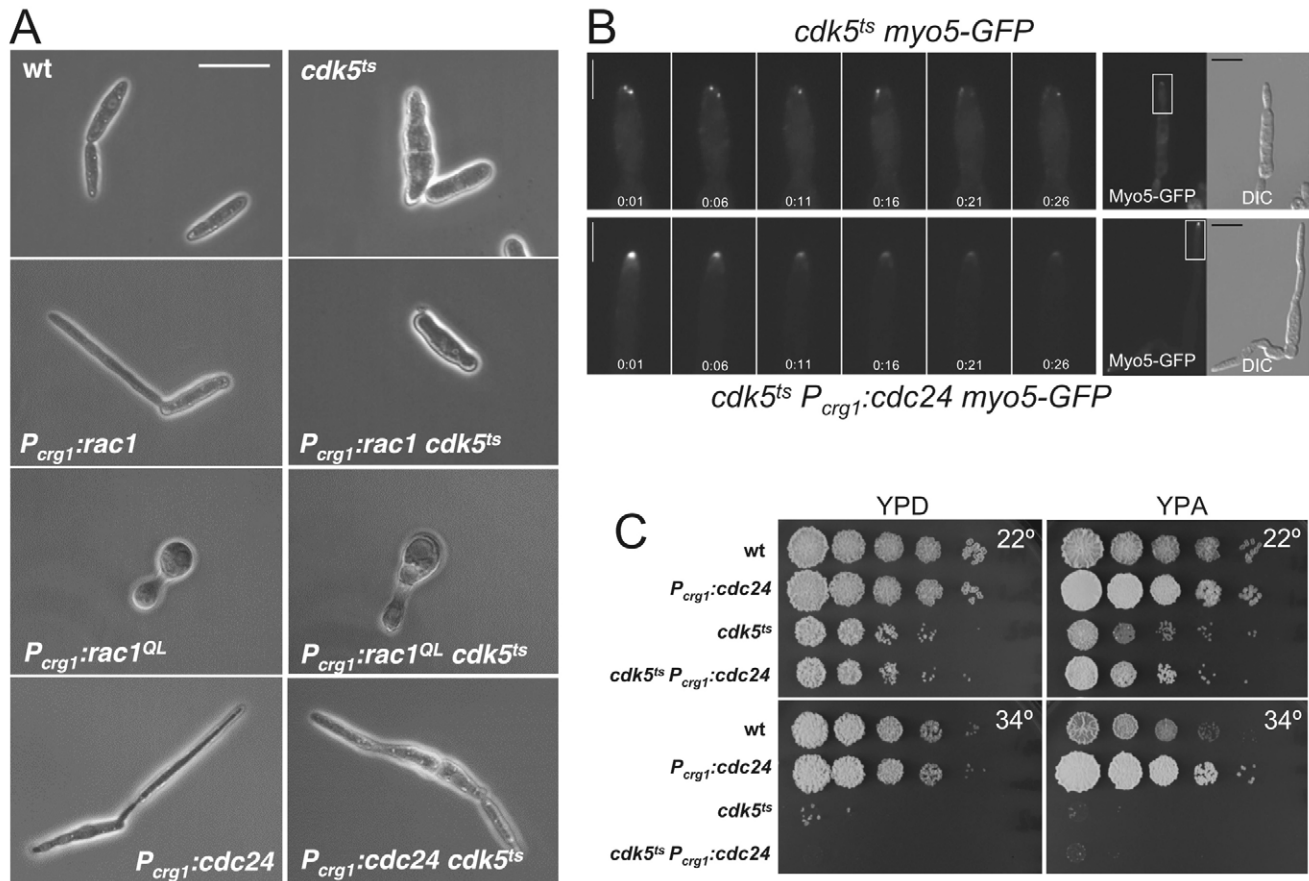 A
wt
cdk5ts
Pcrg1:rac1
Pcrg1:rac1 cdk5ts
Pcrg1:rac1QL
Pcrg1:rac1QL cdk5ts
Pcrg1:cdc24
Pcrg1:cdc24 cdk5ts
B
cdk5ts myo5-GFP
0:01 0:06 0:11 0:16 0:21 0:26
Myo5-GFP DIC
0:01 0:06 0:11 0:16 0:21 0:26
Myo5-GFP DIC
cdk5ts Pcrg1:cdc24 myo5-GFP
C
YPD YPA
22º 22º
wt
Pcrg1:cdc24
cdk5ts
cdk5ts Pcrg1:cdc24
34º 34º
wt
Pcrg1:cdc24
cdk5ts
cdk5ts Pcrg1:cdc24